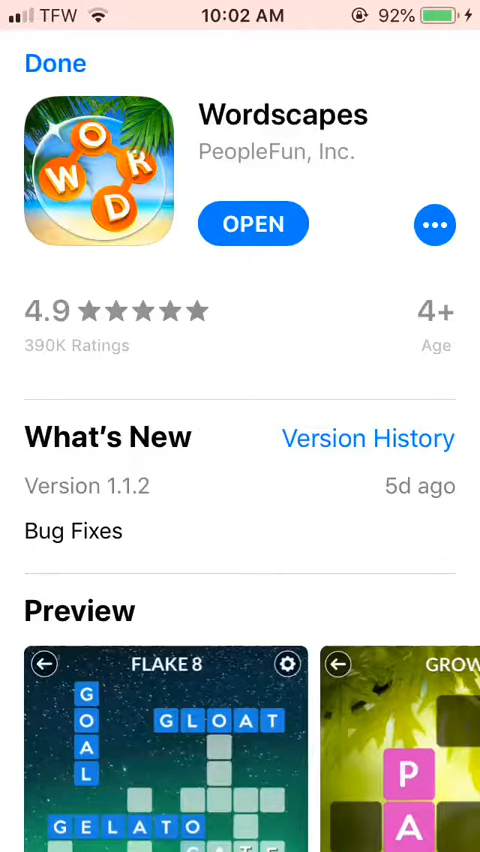 TFW 10:02 AM 92%
Done
W O R D
Wordscapes
PeopleFun, Inc.
OPEN
4.9 4+
390K Ratings Age
What's New Version History
Version 1.1.2 5d ago
Bug Fixes
Preview
FLAKE 8
GOAL
GLOAT
GELATO
GROW
P
A